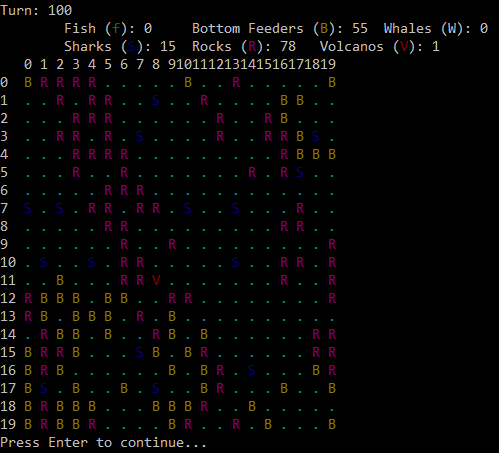 Turn: 100
Fish (f): 0 Bottom Feeders (B): 55 Whales (W): 0
Sharks (S): 15 Rocks (R): 78 Volcanos (V): 1
0 1 2 3 4 5 6 7 8 910111213141516171819
0 B R R R R . . . . . B . . R . . . . . B
1 . . R . R R . . S . . R . . . . B B . .
2 . . . R R R . . . . . . R . . R B . . .
3 . . R R . R . S . . . . R . . R R B S .
4 . . . R R R R . . . . . . . . . R B B B
5 . . . R . . R . . . . . . . R . R S . .
6 . . . . . R R R . . . . . . . . . . . .
7 S . S . R R . R R . S . . S . . . R . .
8 . . . . . R R . . . . . . . . . R R . .
9 . . . . . . R . . R . . . . . . . . . R
10 . S . . S . R . . . . . . S . . R R . R
11 . . B . . . R R V . . . . . . . R . . R
12 R B B B . B B . . R R . . . . . . . . R
13 R B . B B B . R . B . . . . . . . . . .
14 . R B B . B . . R B . B . . . . . . R R
15 B R R B . . . S B . B R . . . . . . R R
16 B R B . . . . . . B . B R . S . . . B R
17 B S . B . . B . S . . B R . . . B . . B
18 B R B B B . . . B B B R . . B . . . . .
19 B R B B R . . . . B R . . R . B . . . B
Press Enter to continue...